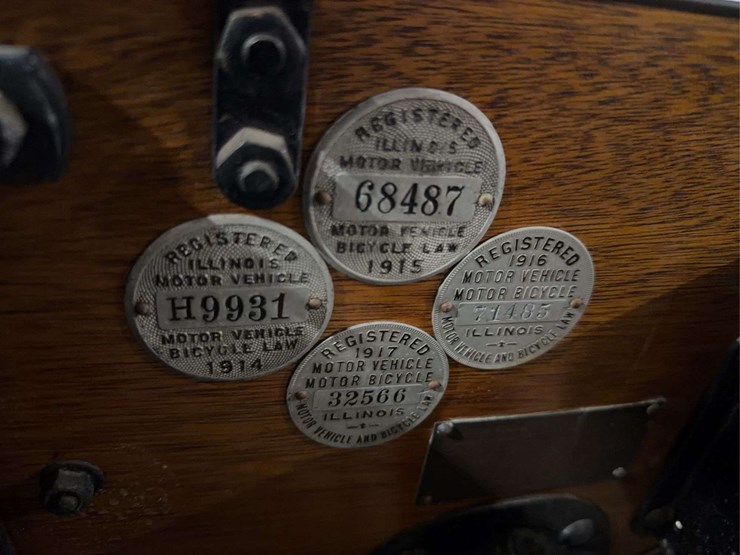 REGISTERED
ILLINOIS
MOTOR VEHICLE
68487
MOTOR VEHICLE
BICYCLE LAW
1915
REGISTERED
ILLINOIS
MOTOR VEHICLE
H9931
MOTOR VEHICLE
BICYCLE LAW
1914
REGISTERED
1916
MOTOR VEHICLE
MOTOR BICYCLE
71485
ILLINOIS
MOTOR VEHICLE AND BICYCLE LAW
REGISTERED
1917
MOTOR VEHICLE
MOTOR BICYCLE
32566
ILLINOIS
MOTOR VEHICLE AND BICYCLE LAW